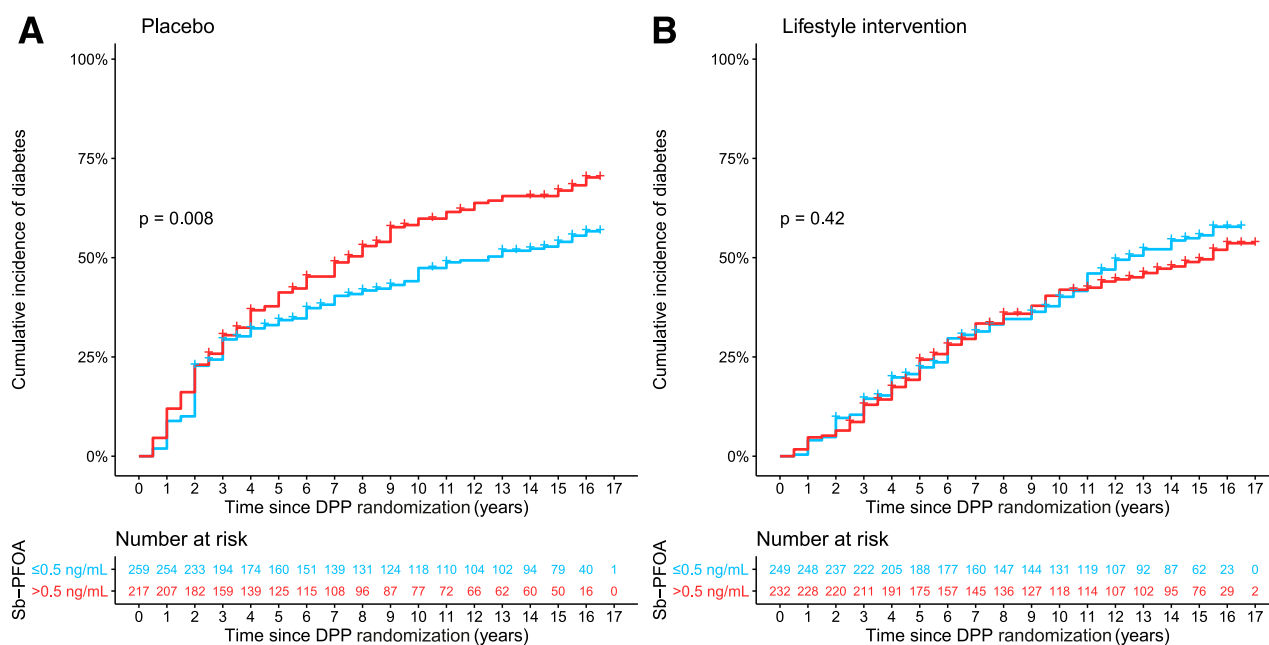 A
Placebo
Cumulative incidence of diabetes
100%
75%
50%
25%
0%
p = 0.008
0 1 2 3 4 5 6 7 8 9 10 11 12 13 14 15 16 17
Time since DPP randomization (years)
Number at risk
Sb−PFOA
≤0.5 ng/mL 259 254 233 194 174 160 151 139 131 124 118 110 104 102 94 79 40 1
>0.5 ng/mL 217 207 182 159 139 125 115 108 96 87 77 72 66 62 60 50 16 0
0 1 2 3 4 5 6 7 8 9 10 11 12 13 14 15 16 17
Time since DPP randomization (years)
B
Lifestyle intervention
Cumulative incidence of diabetes
100%
75%
50%
25%
0%
p = 0.42
0 1 2 3 4 5 6 7 8 9 10 11 12 13 14 15 16 17
Time since DPP randomization (years)
Number at risk
Sb−PFOA
≤0.5 ng/mL 249 248 237 222 205 188 177 160 147 144 131 119 107 92 87 62 23 0
>0.5 ng/mL 232 228 220 211 191 175 157 145 136 127 118 114 107 102 95 76 29 2
0 1 2 3 4 5 6 7 8 9 10 11 12 13 14 15 16 17
Time since DPP randomization (years)